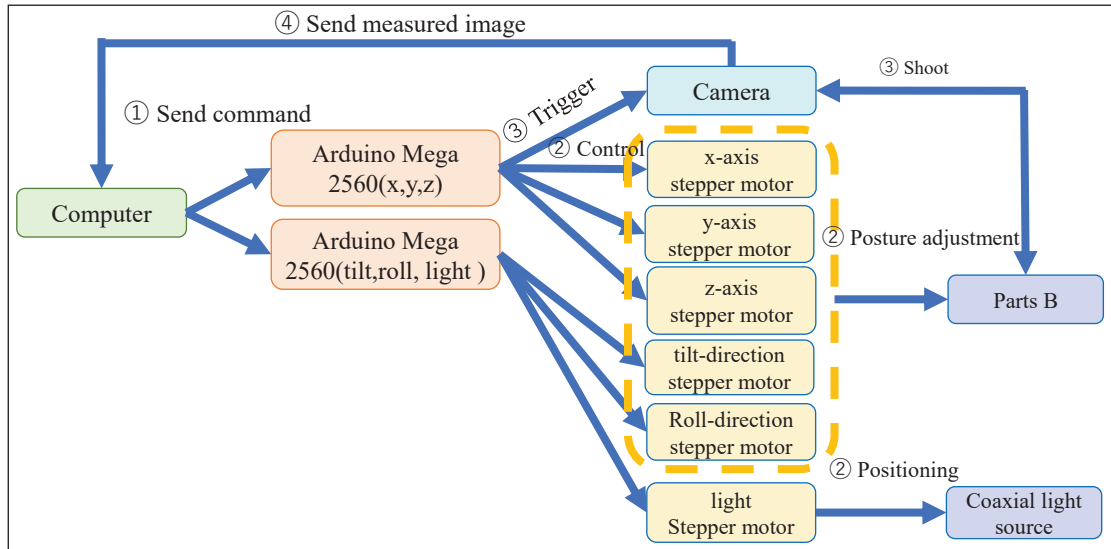 ④ Send measured image
① Send command
③ Trigger
Camera
③ Shoot
② Control
Arduino Mega
2560(x,y,z)
x-axis
stepper motor
Computer
y-axis
stepper motor
② Posture adjustment
Arduino Mega
2560(tilt,roll, light )
z-axis
stepper motor
Parts B
tilt-direction
stepper motor
Roll-direction
stepper motor
② Positioning
light
Stepper motor
Coaxial light
source